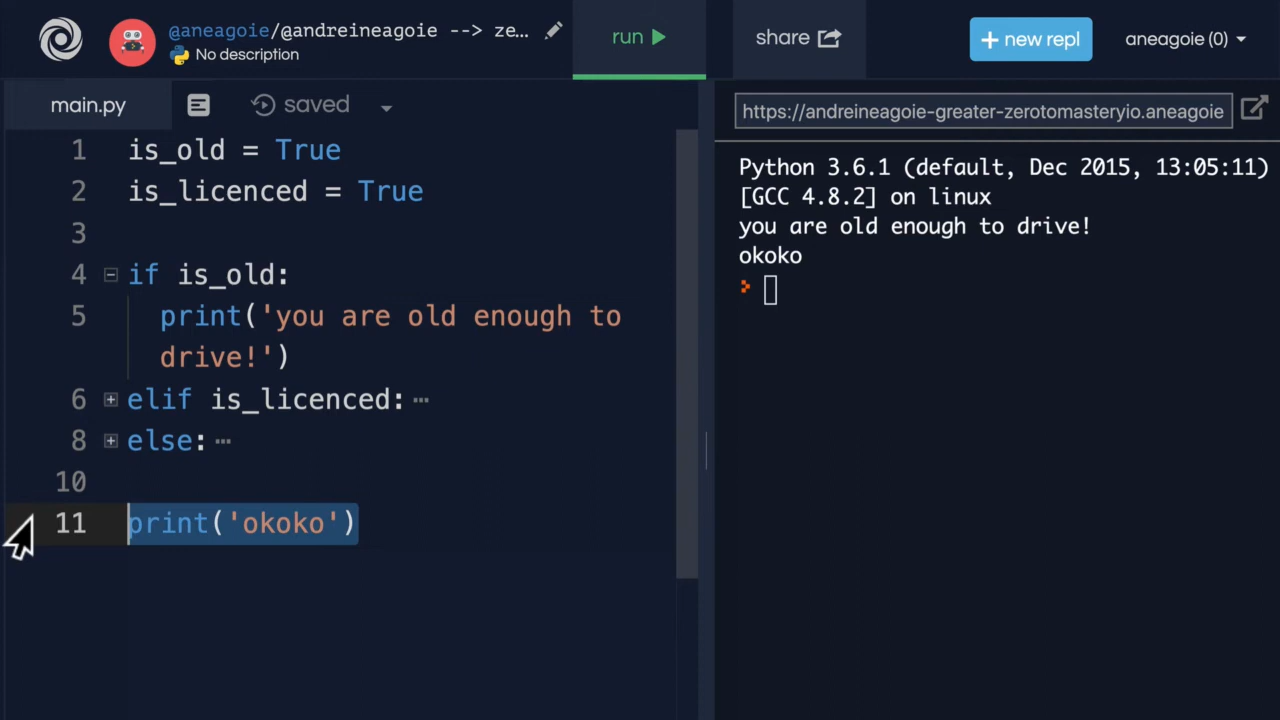 @aneagoie/@andreineagoie --> ze...
No description
run
share
+ new repl
aneagoie (0)
main.py
saved
https://andreineagoie-greater-zerotomasteryio.aneagoie
1 is_old = True
2 is_licenced = True
3
4 if is_old:
5 print('you are old enough to
drive!')
6 elif is_licenced:
8 else:
10
11 print('okoko')
Python 3.6.1 (default, Dec 2015, 13:05:11)
[GCC 4.8.2] on linux
you are old enough to drive!
okoko